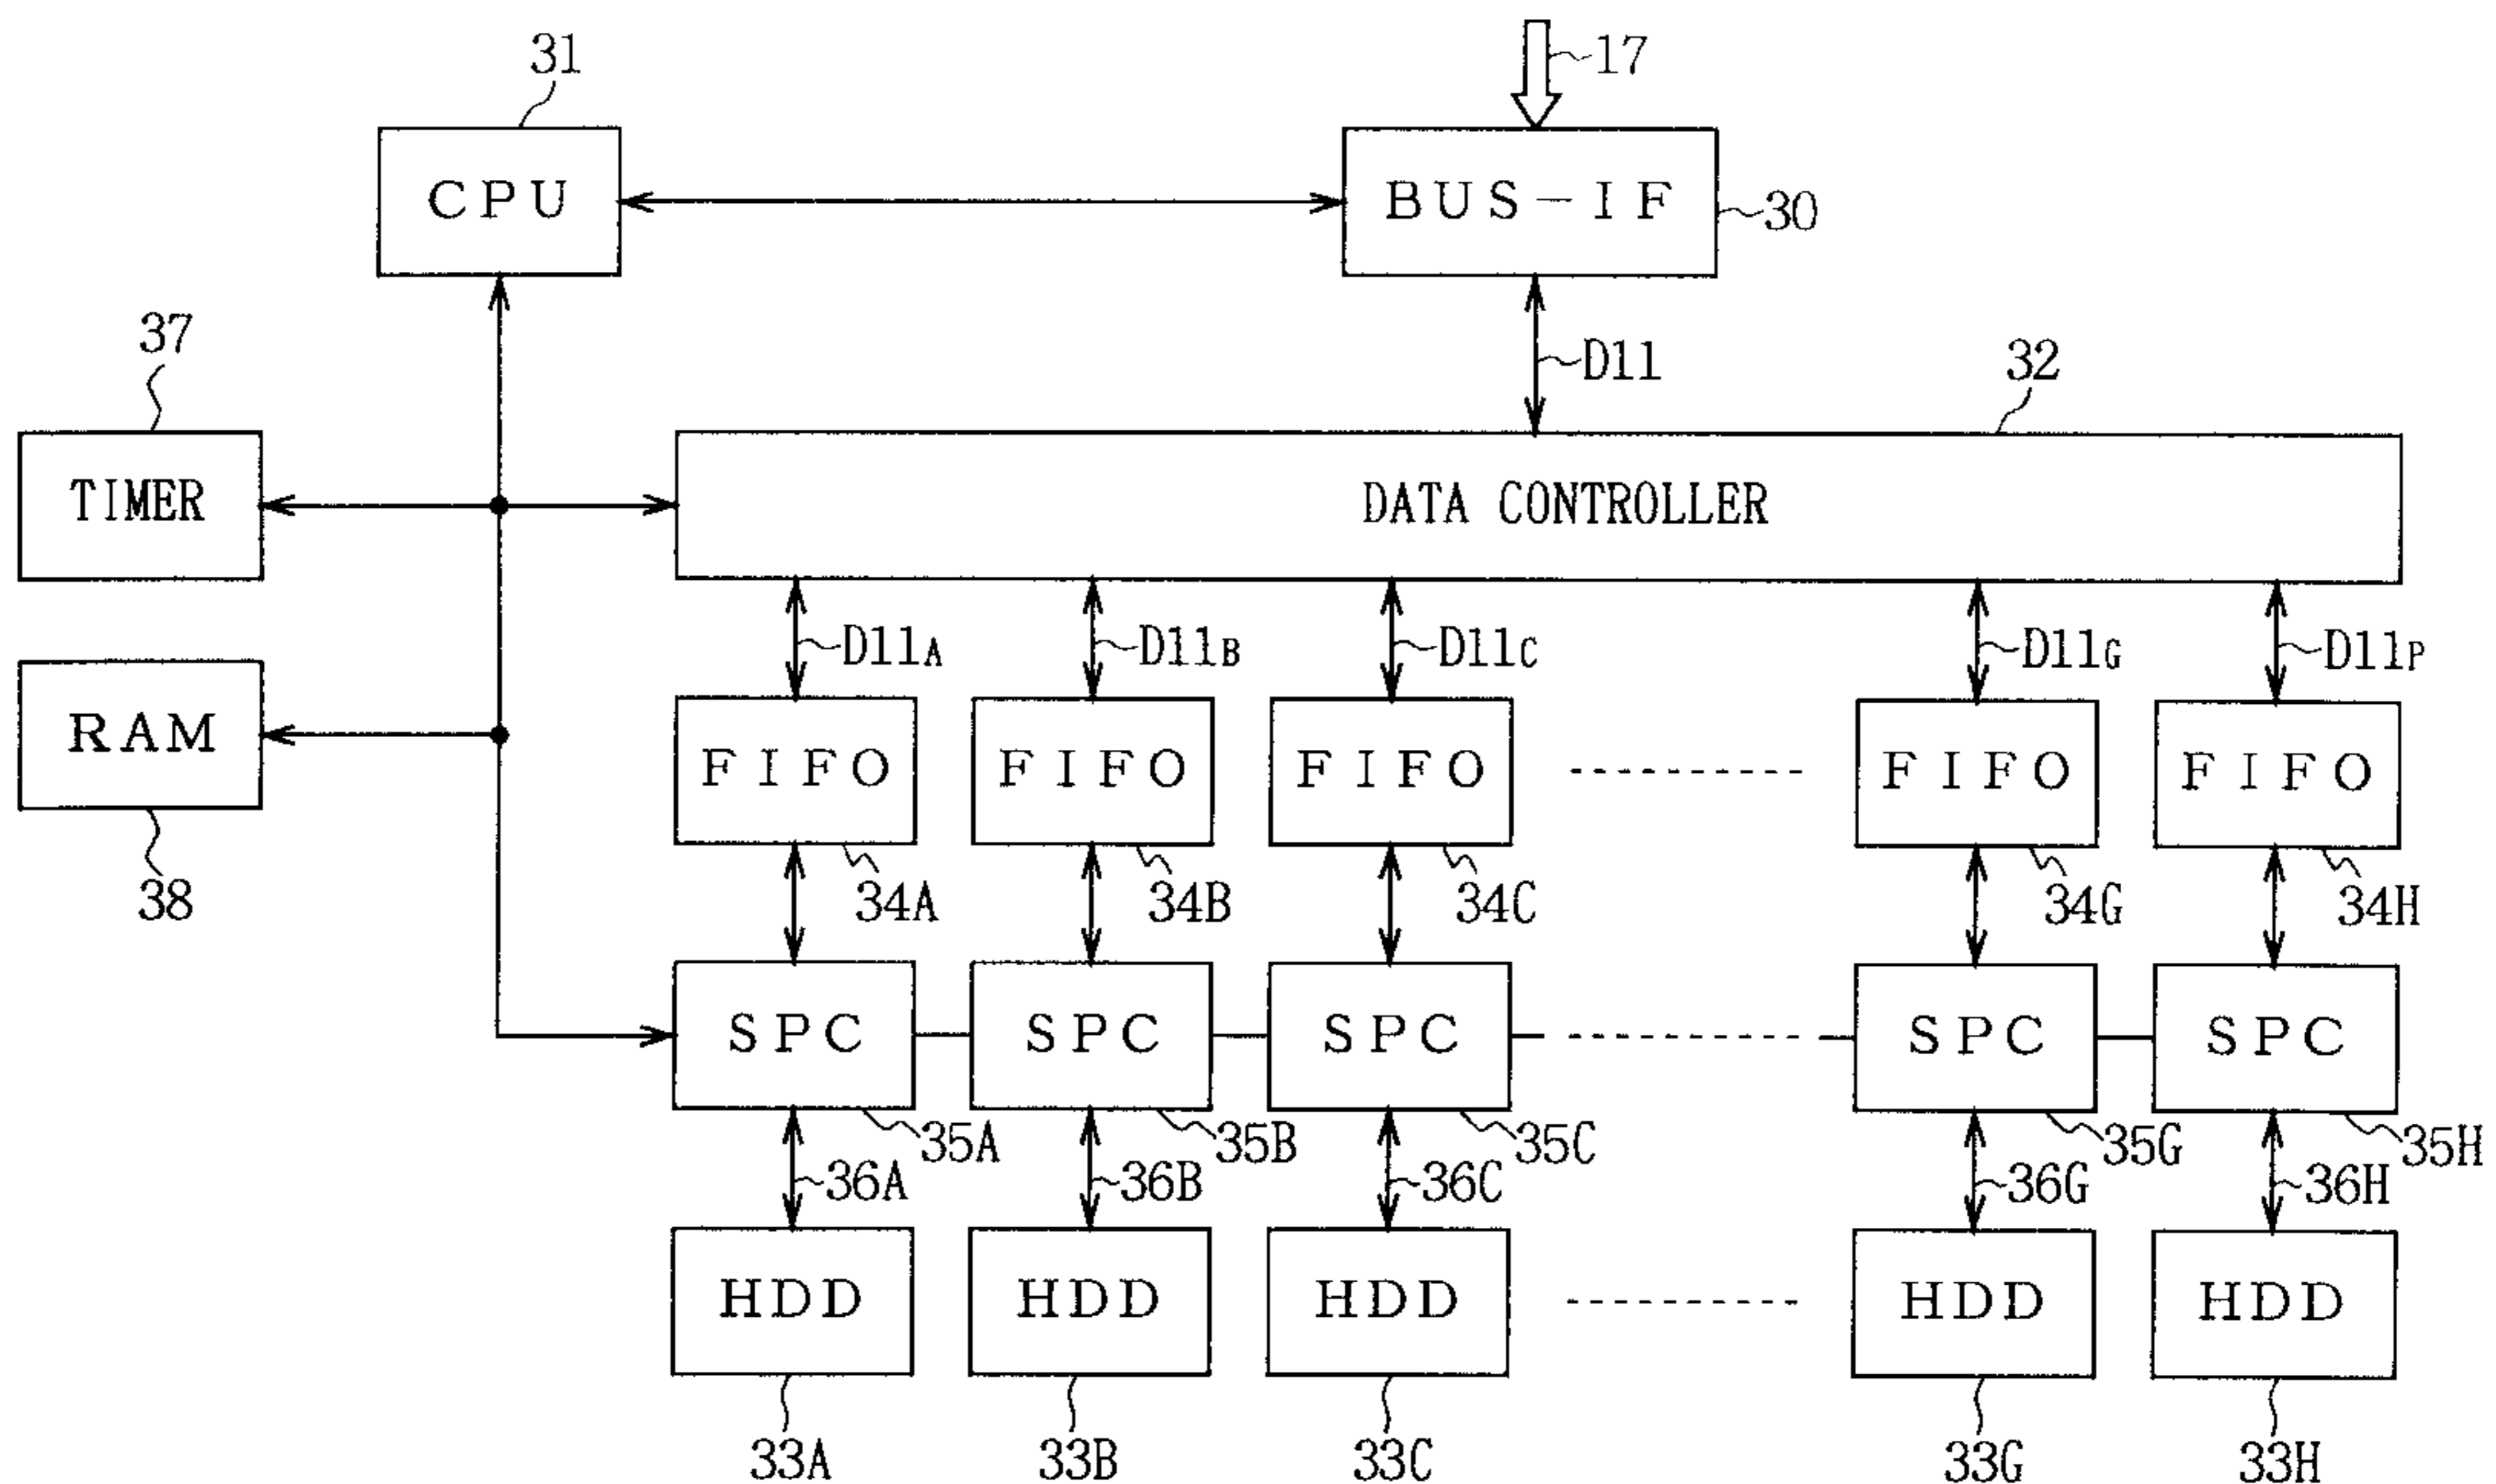 31
17
CPU
BUS-IF
30
37
D11
32
TIMER
DATA CONTROLLER
D11A
D11B
D11C
D11G
D11P
RAM
FIFO
FIFO
FIFO
FIFO
FIFO
38
34A
34B
34C
34G
34H
SPC
SPC
SPC
SPC
SPC
35A
35B
35C
35G
35H
36A
36B
36C
36G
36H
HDD
HDD
HDD
HDD
HDD
33A
33B
33C
33G
33H